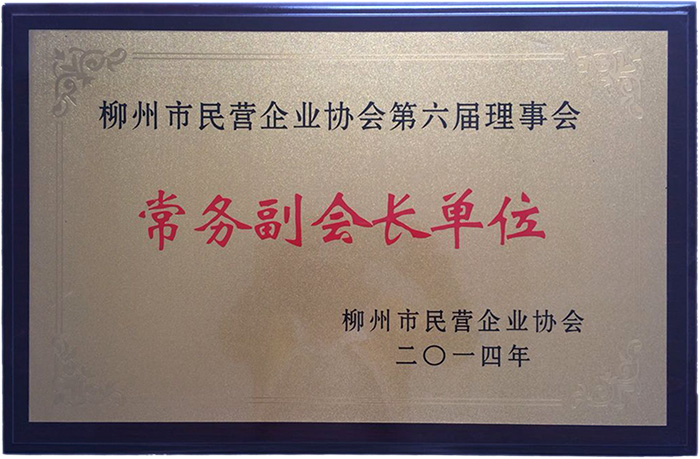 柳州市民营企业协会第六届理事会
常务副会长单位
柳州市民营企业协会
二〇一四年